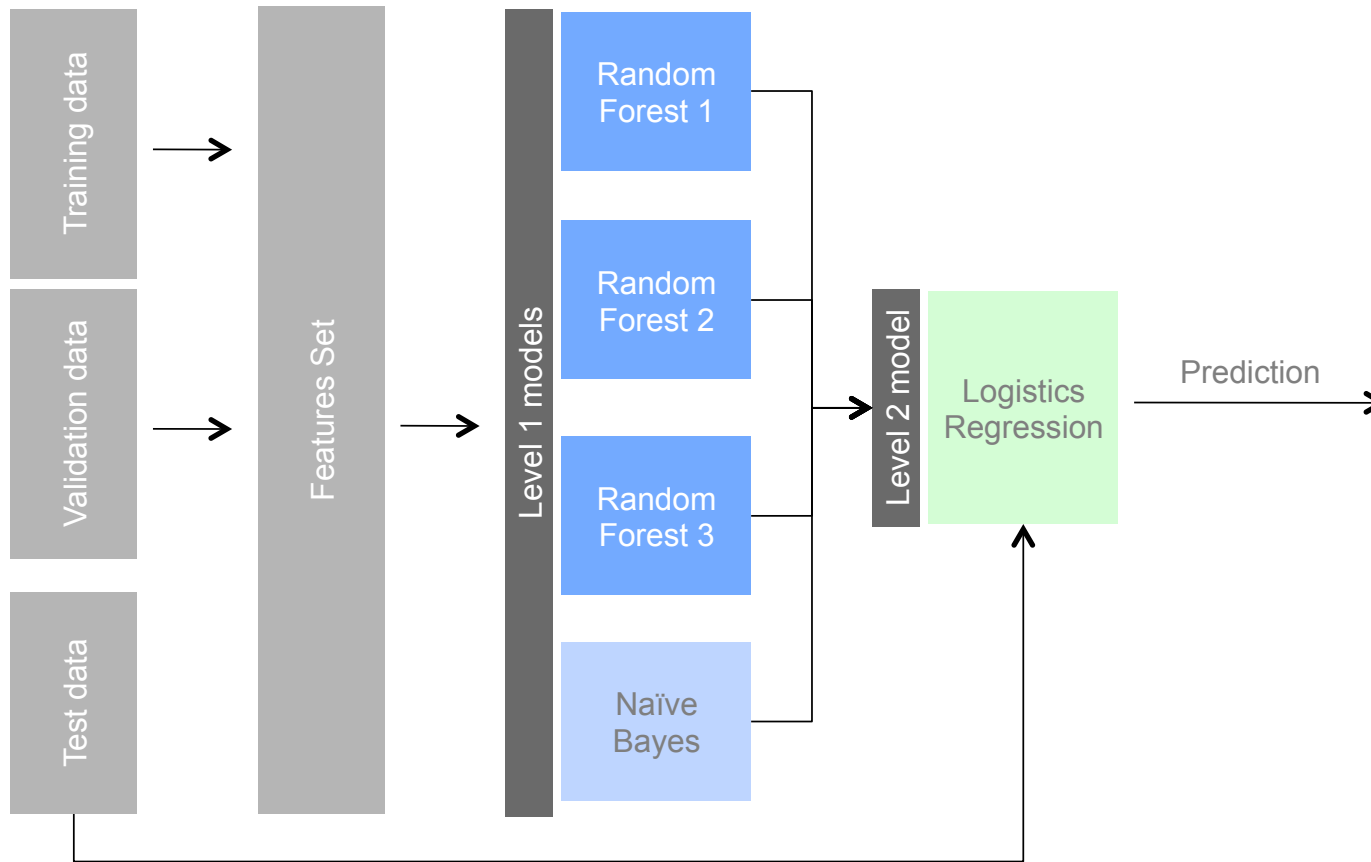 Training data
Validation data
Test data
Features Set
Level 1 models
Random
Forest 1
Random
Forest 2
Random
Forest 3
Naïve
Bayes
Level 2 model
Logistics
Regression
Prediction